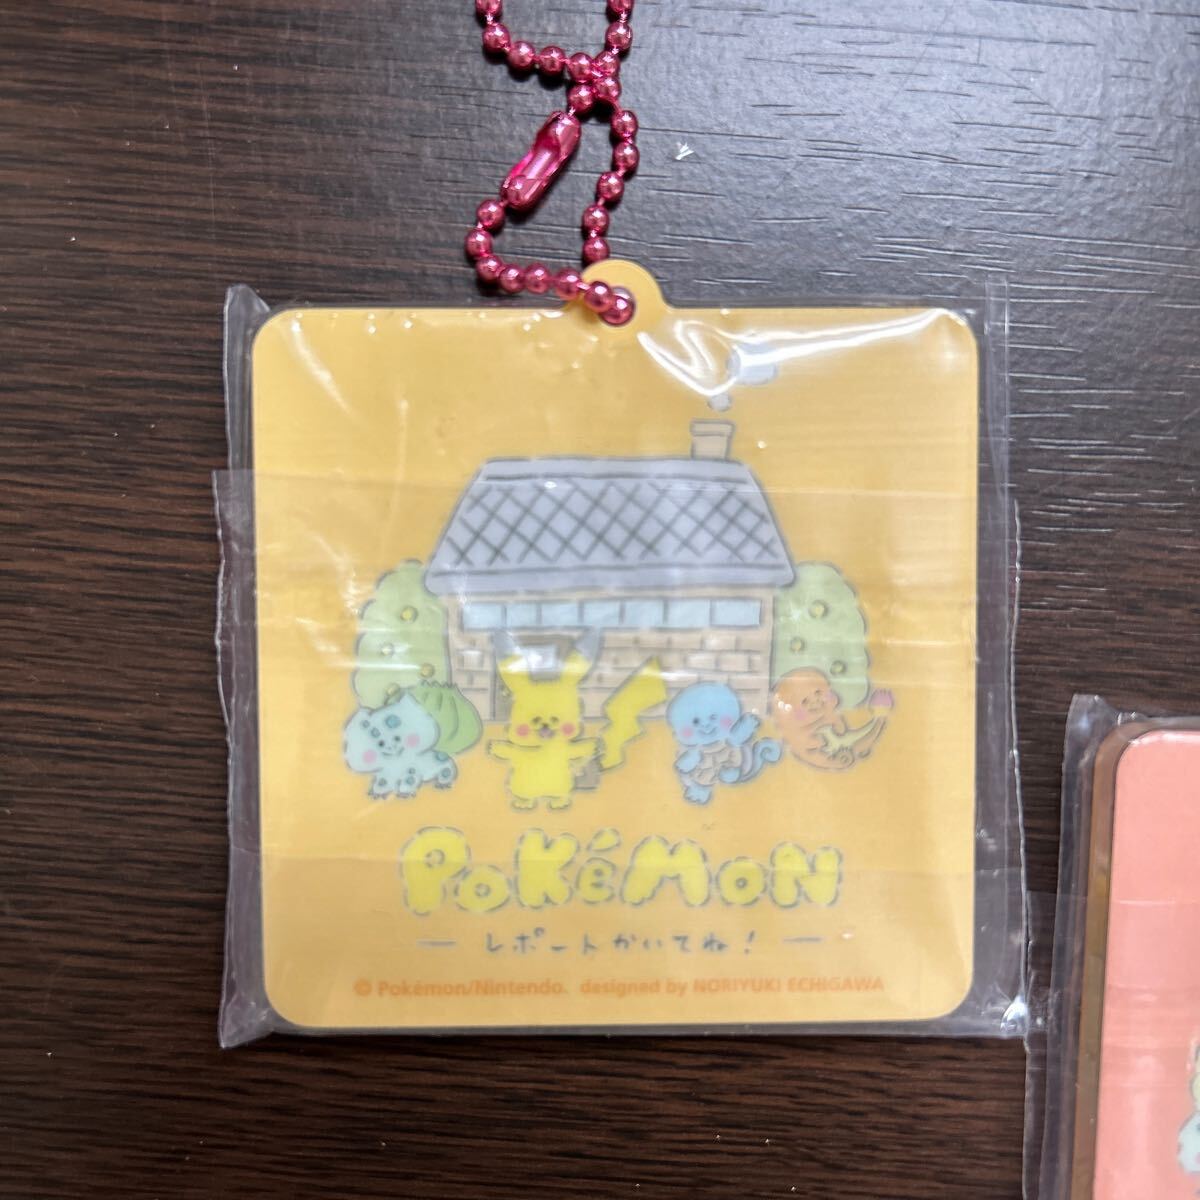 PoKéMoN
— レポートかいてね! —
© Pokémon/Nintendo. designed by NORIYUKI ECHIGAWA